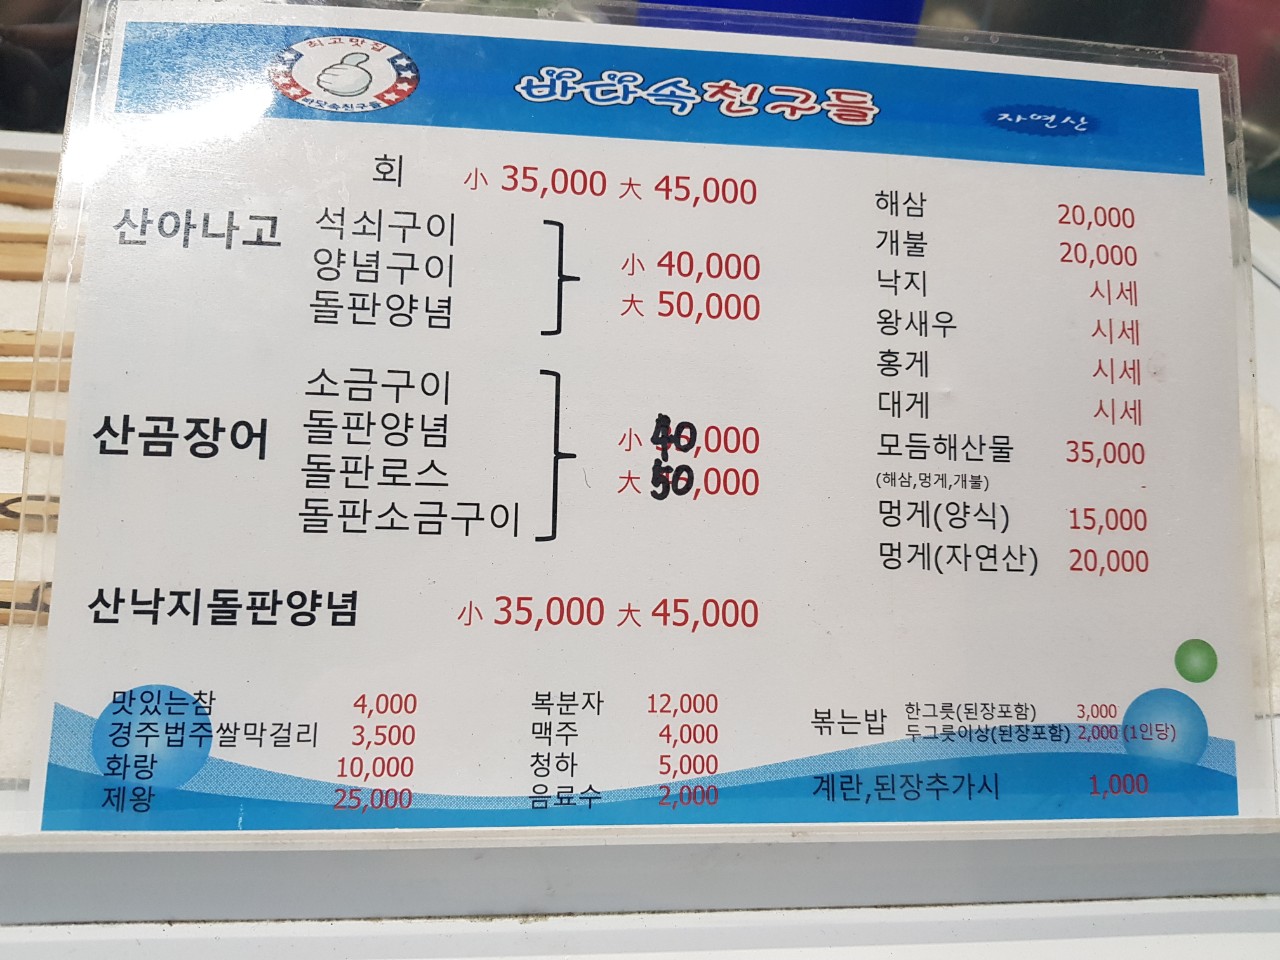 최고맛집
바닷속친구들
바다속친구들
자연산
산아나고
회 小 35,000 大 45,000
석쇠구이
양념구이
돌판양념
小 40,000
大 50,000
산곰장어
소금구이
돌판양념
돌판로스
돌판소금구이
小 40,000
大 50,000
산낙지돌판양념 小 35,000 大 45,000
해삼 20,000
개불 20,000
낙지 시세
왕새우 시세
홍게 시세
대게 시세
모듬해산물 35,000
(해삼,멍게,개불)
멍게(양식) 15,000
멍게(자연산) 20,000
맛있는참 4,000
경주법주쌀막걸리 3,500
화랑 10,000
제왕 25,000
복분자 12,000
맥주 4,000
청하 5,000
음료수 2,000
볶는밥 한그릇(된장포함) 3,000
두그릇이상(된장포함) 2,000 (1인당)
계란,된장추가시 1,000